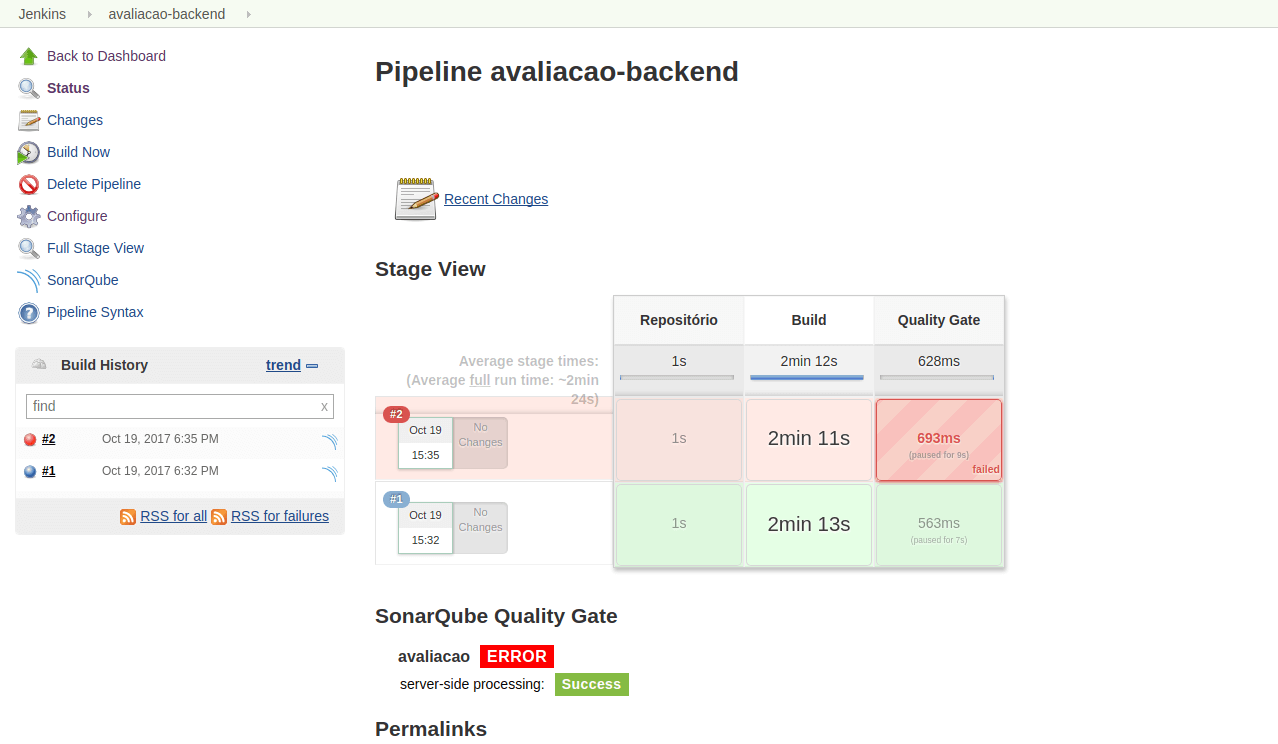 Jenkins avaliacao-backend
Back to Dashboard
Status
Changes
Build Now
Delete Pipeline
Configure
Full Stage View
SonarQube
Pipeline Syntax
Build History trend
find x
#2 Oct 19, 2017 6:35 PM
#1 Oct 19, 2017 6:32 PM
RSS for all RSS for failures
Pipeline avaliacao-backend
Recent Changes
Stage View
Repositório Build Quality Gate
Average stage times:
(Average full run time: ~2min
24s)
1s 2min 12s 628ms
#2
Oct 19
15:35
No
Changes
1s
2min 11s
693ms
(paused for 9s)
failed
#1
Oct 19
15:32
No
Changes
1s
2min 13s
563ms
(paused for 7s)
SonarQube Quality Gate
avaliacao ERROR
server-side processing: Success
Permalinks